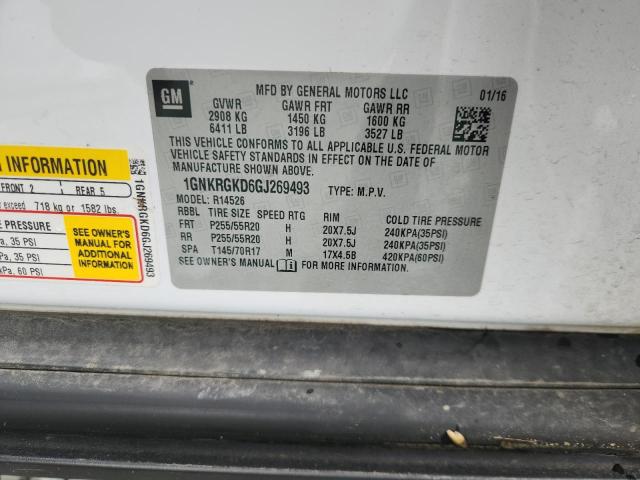 GM
MFD BY GENERAL MOTORS LLC 01/16
GVWR GAWR FRT GAWR RR
2908 KG 1450 KG 1600 KG
6411 LB 3196 LB 3527 LB
THIS VEHICLE CONFORMS TO ALL APPLICABLE U.S. FEDERAL MOTOR
VEHICLE SAFETY STANDARDS IN EFFECT ON THE DATE OF
MANUFACTURE SHOWN ABOVE.
1GNKRGKD6GJ269493 TYPE: M.P.V.
MODEL: R14526
RBBL TIRE SIZE SPEED RTG RIM COLD TIRE PRESSURE
FRT P255/55R20 H 20X7.5J 240KPA(35PSI)
RR P255/55R20 H 20X7.5J 240KPA(35PSI)
SPA T145/70R17 M 17X4.5B 420KPA(60PSI)
SEE OWNER'S MANUAL FOR MORE INFORMATION.
INFORMATION
FRONT 2 REAR 5
exceed 718 kg or 1582 lbs.
PRESSURE
, 35 PSI
a, 35 PSI
kPa, 60 PSI
SEE OWNER'S
MANUAL FOR
ADDITIONAL
INFORMATION
1GNKRGKD6GJ269493